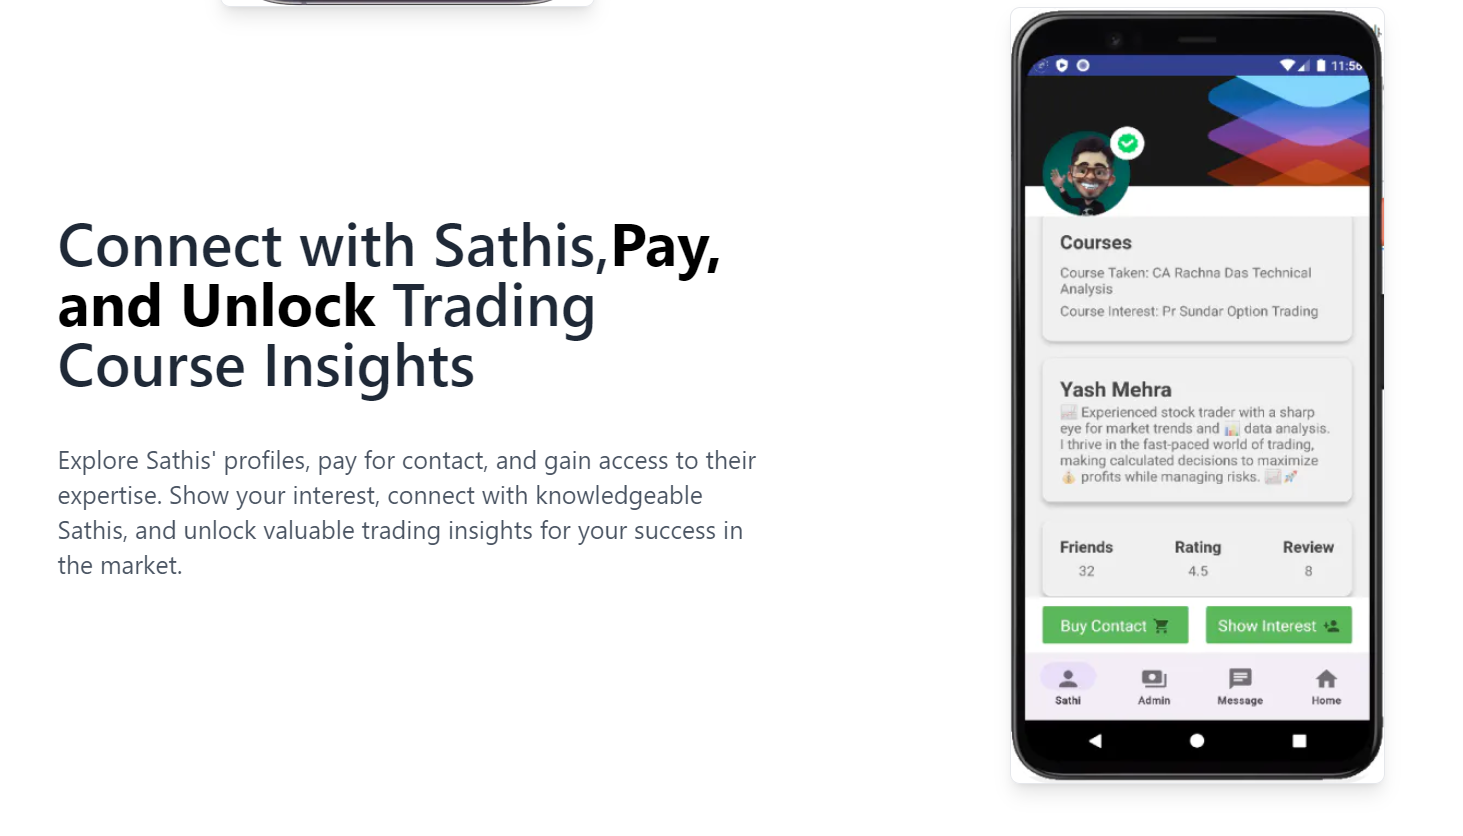 Connect with Sathis,Pay,
and Unlock Trading
Course Insights
Explore Sathis' profiles, pay for contact, and gain access to their
expertise. Show your interest, connect with knowledgeable
Sathis, and unlock valuable trading insights for your success in
the market.
11:56
Courses
Course Taken: CA Rachna Das Technical
Analysis
Course Interest: Pr Sundar Option Trading
Yash Mehra
📈 Experienced stock trader with a sharp
eye for market trends and 📊 data analysis.
I thrive in the fast-paced world of trading,
making calculated decisions to maximize
💰 profits while managing risks. 📈🚀
Friends Rating Review
32 4.5 8
Buy Contact Show Interest
Sathi Admin Message Home